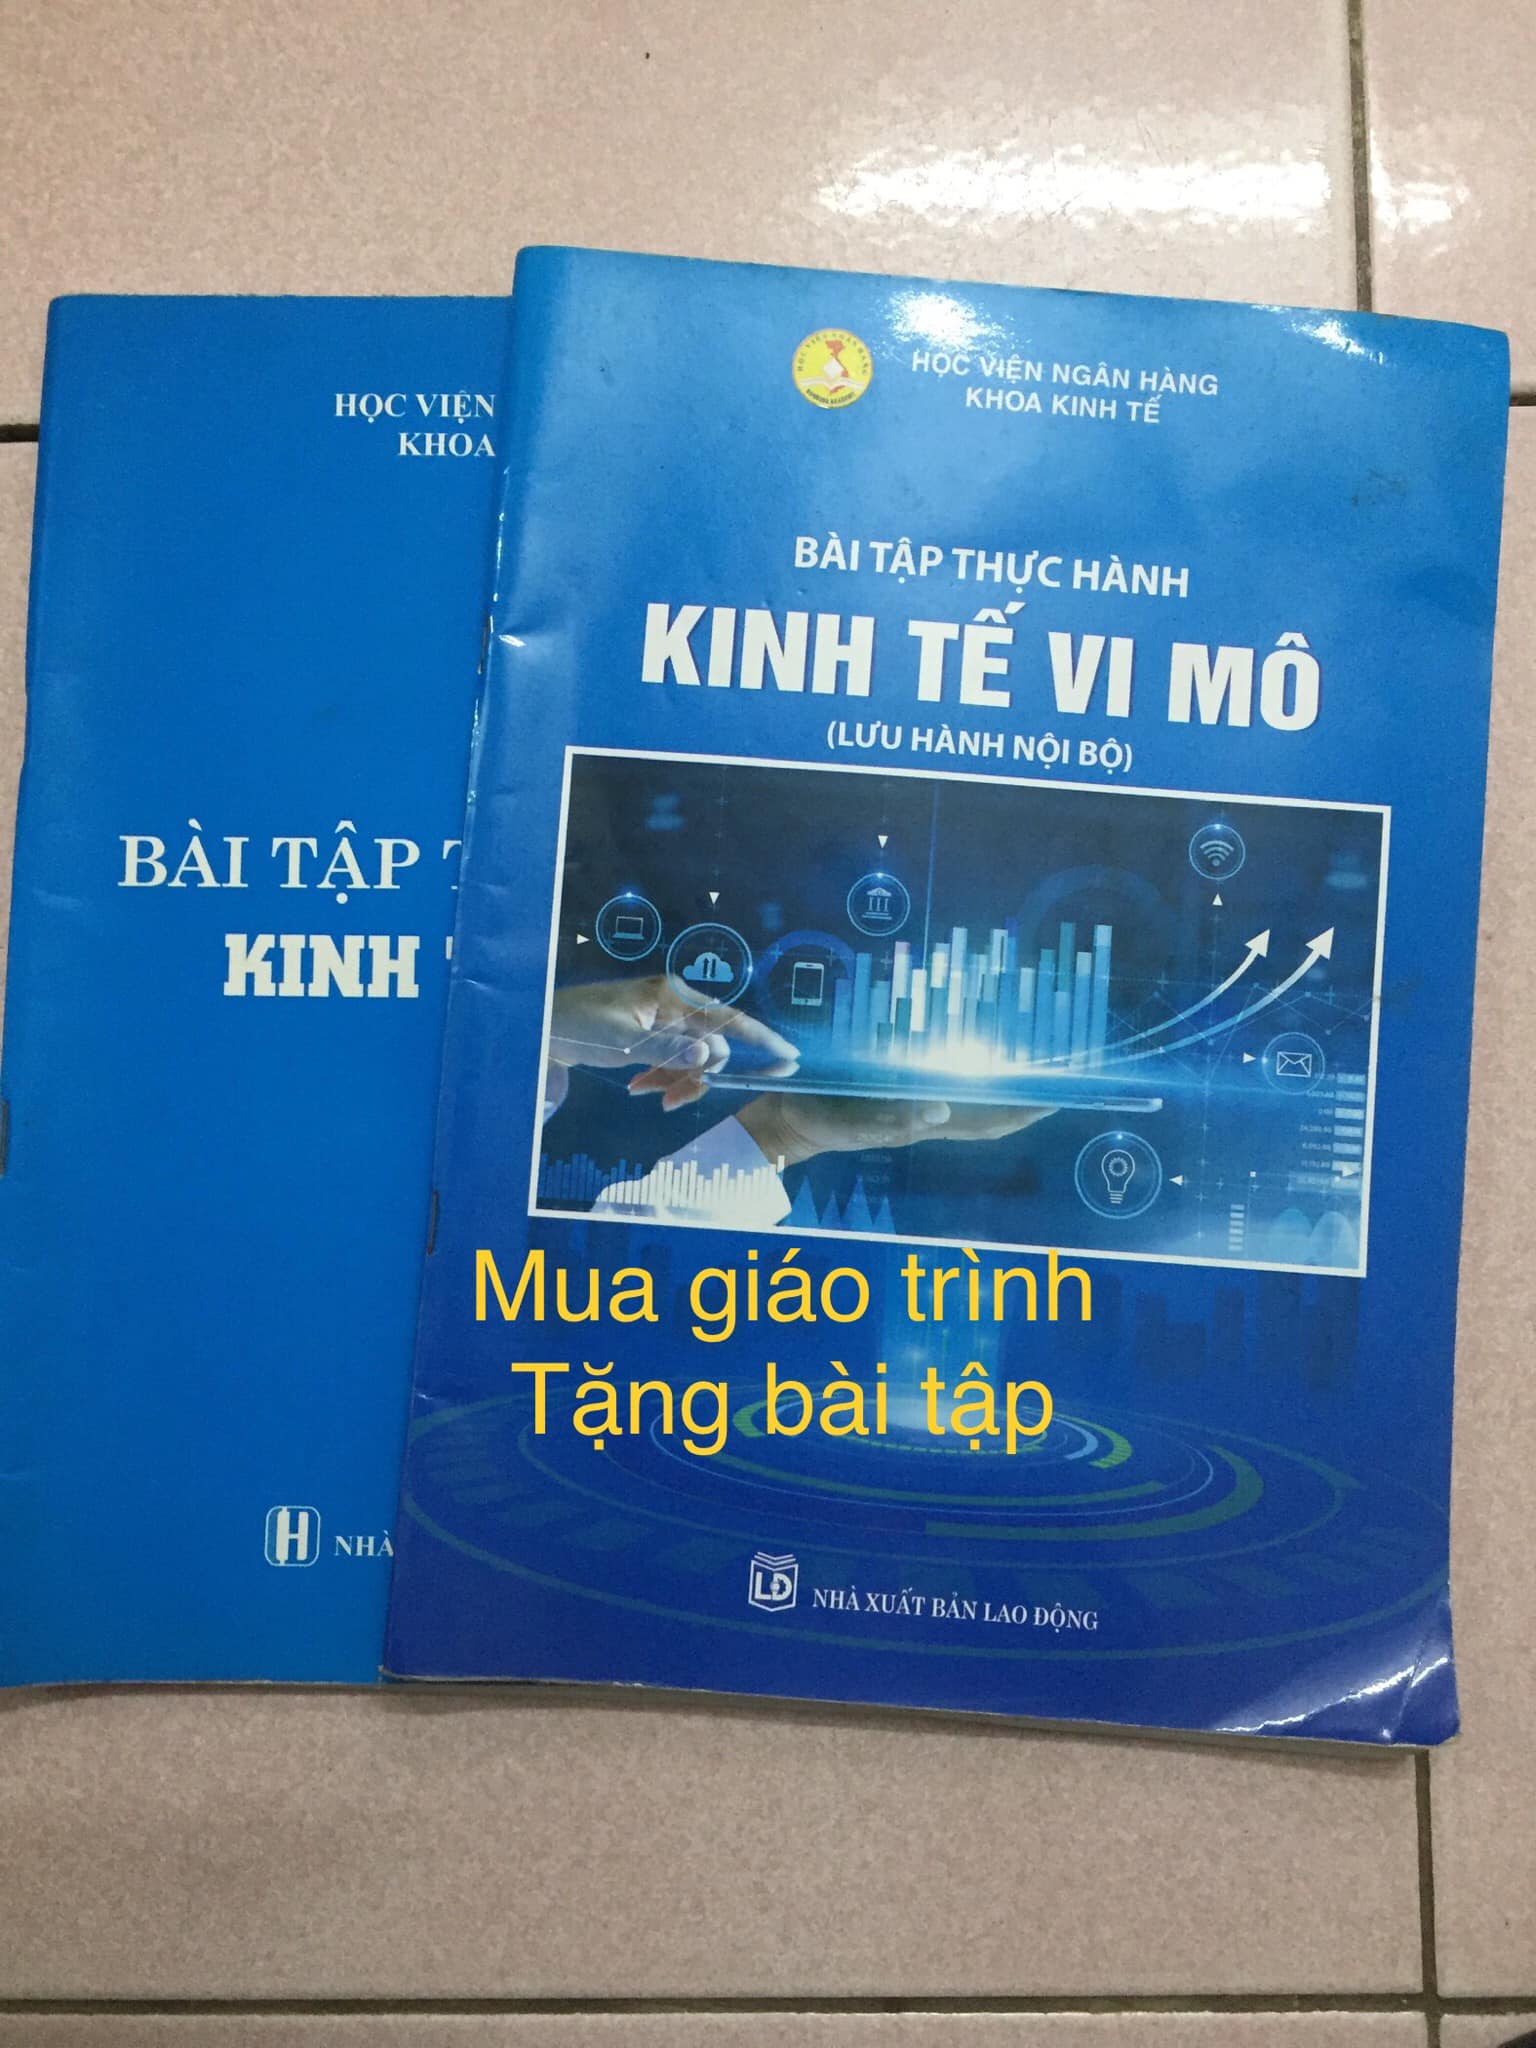 HỌC VIỆN
KHOA
BÀI TẬP
KINH
NHÀ
HỌC VIỆN NGÂN HÀNG
KHOA KINH TẾ
BÀI TẬP THỰC HÀNH
KINH TẾ VI MÔ
(LƯU HÀNH NỘI BỘ)
Mua giáo trình
Tặng bài tập
LĐ
NHÀ XUẤT BẢN LAO ĐỘNG